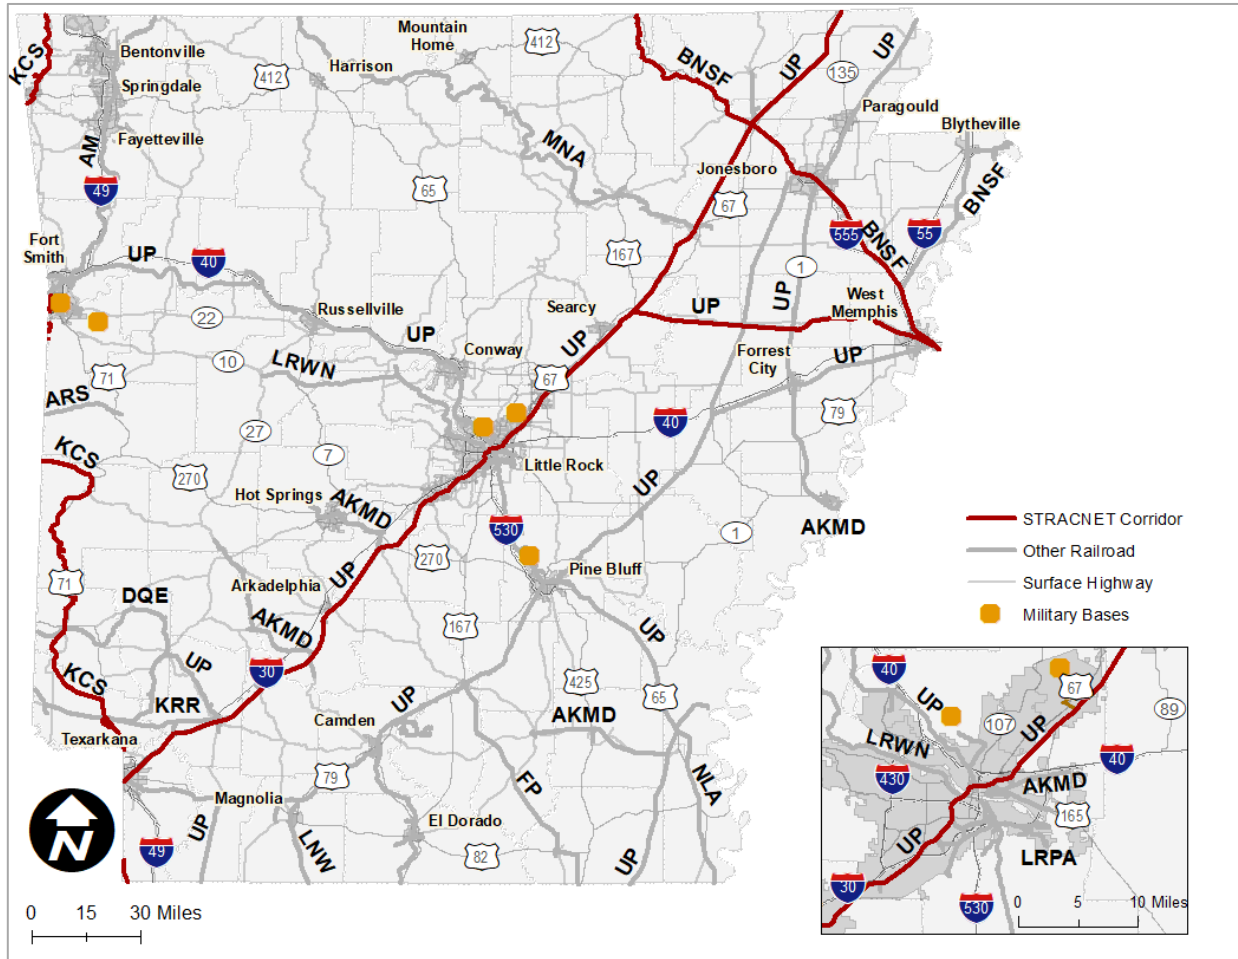 KCS
Bentonville
Springdale
Fayetteville
AM
49
412
Harrison
Mountain
Home
412
BNSF
UP
135
UP
Paragould
Blytheville
BNSF
MNA
Jonesboro
67
65
167
555
BNSF
55
1
Fort
Smith
UP
40
22
Russellville
UP
Searcy
UP
UP
UP
West
Memphis
10
LRWN
Conway
67
Forrest
City
UP
71
ARS
79
40
27
7
KCS
270
Hot Springs
AKMD
Little Rock
UP
AKMD
530
1
270
Pine Bluff
71
DQE
Arkadelphia
UP
AKMD
167
UP
UP
30
KCS
KRR
Texarkana
UP
Camden
425
65
AKMD
79
Magnolia
FP
NLA
UP
LNW
El Dorado
82
UP
49
N
0 15 30 Miles
STRACNET Corridor
Other Railroad
Surface Highway
Military Bases
40
UP
67
107
UP
89
LRWN
430
40
AKMD
165
UP
LRPA
30
530
0 5 10 Miles